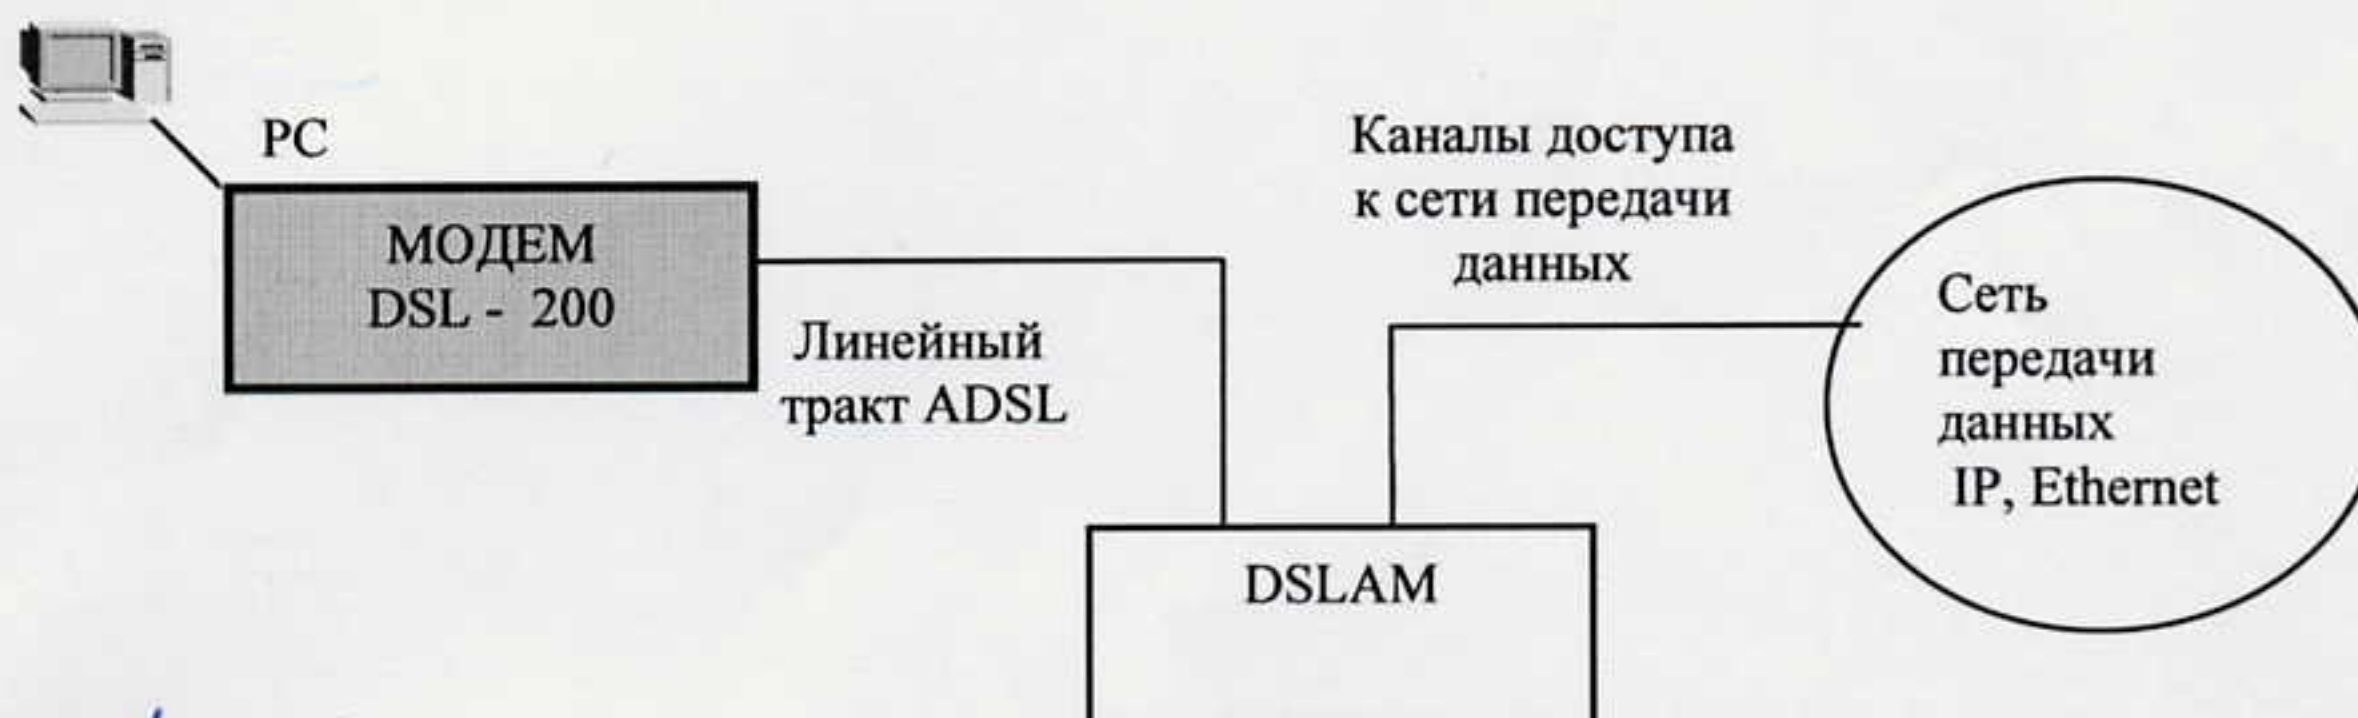 PC
МОДЕМ
DSL - 200
Линейный
тракт ADSL
Каналы доступа
к сети передачи
данных
Сеть
передачи
данных
IP, Ethernet
DSLAM